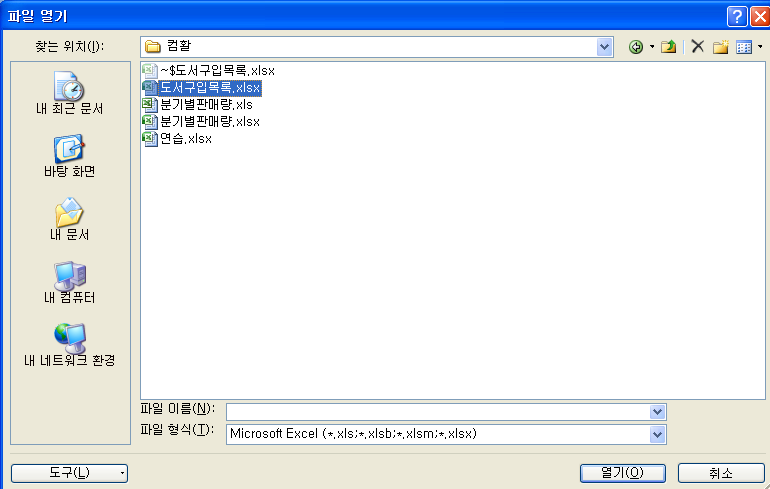 파일 열기
찾는 위치(I):
컴활
내 최근 문서
바탕 화면
내 문서
내 컴퓨터
내 네트워크 환경
~$도서구입목록.xlsx
도서구입목록.xlsx
분기별판매량.xls
분기별판매량.xlsx
연습.xlsx
파일 이름(N):
파일 형식(T):
Microsoft Excel (*.xls;*.xlsb;*.xlsm;*.xlsx)
도구(L)
열기(O)
취소